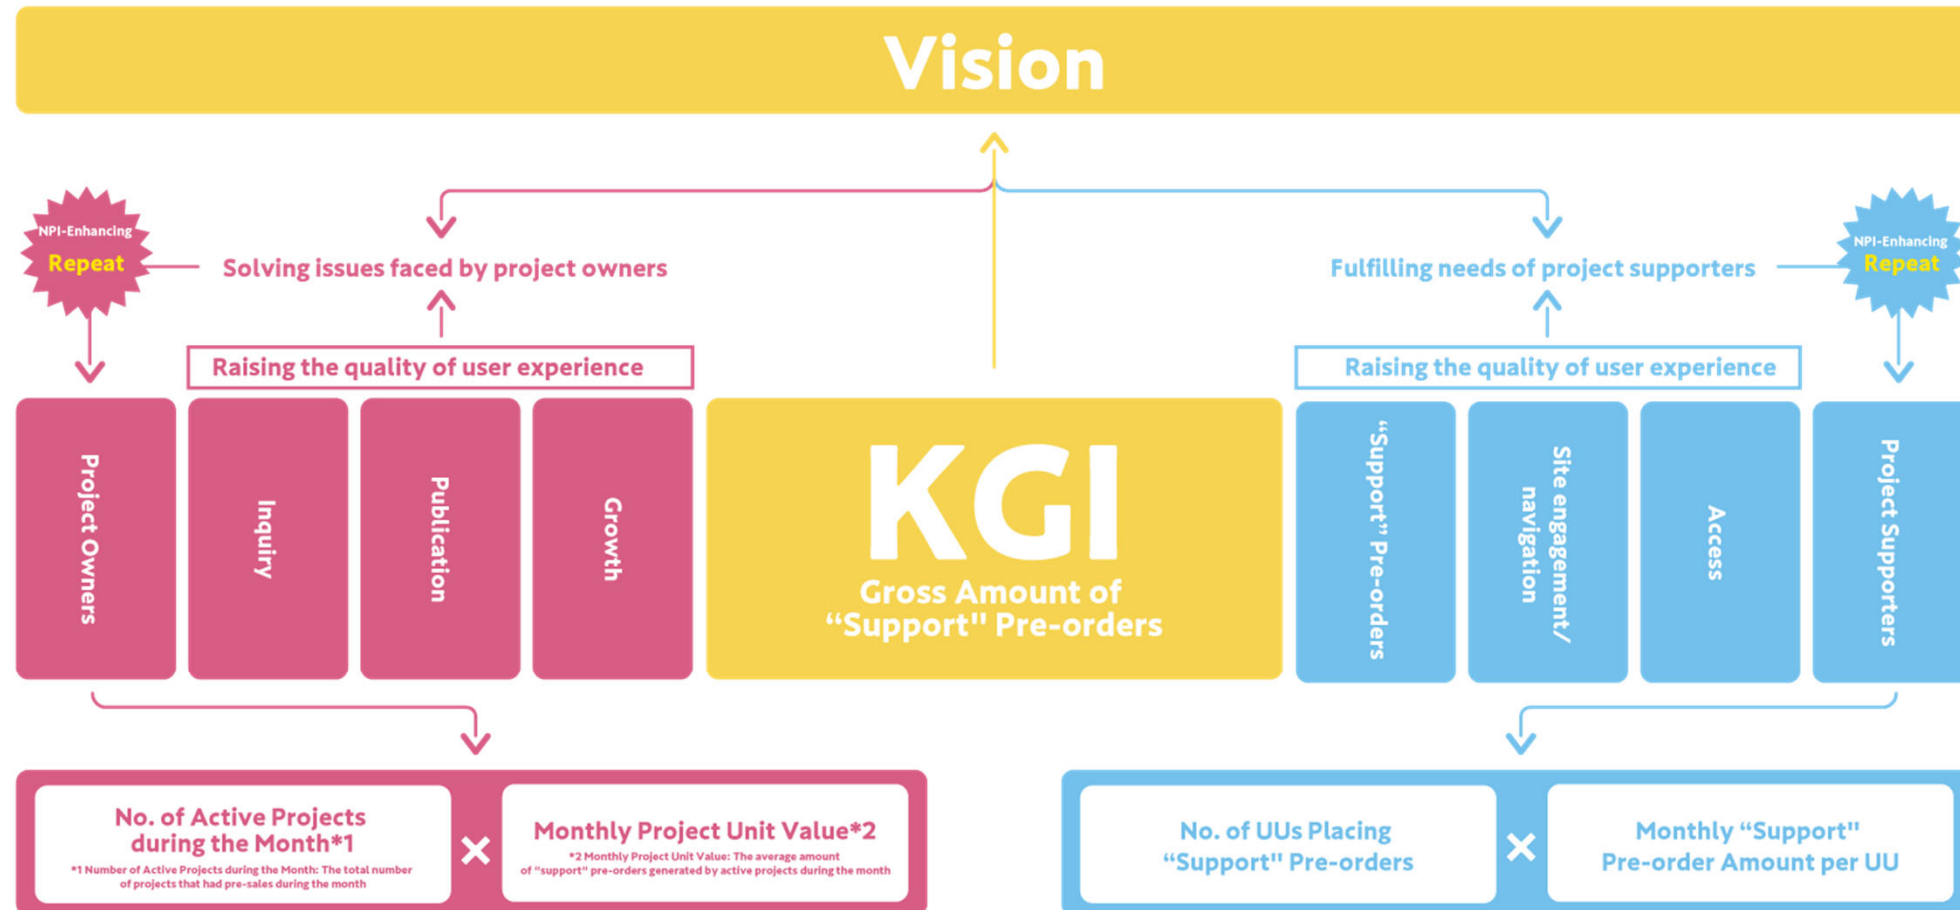 Vision
NPI-Enhancing
Repeat
Solving issues faced by project owners
Fulfilling needs of project supporters
NPI-Enhancing
Repeat
Raising the quality of user experience
Raising the quality of user experience
Project Owners
Inquiry
Publication
Growth
KGI
Gross Amount of
“Support" Pre-orders
“Support” Pre-orders
Site engagement/
navigation
Access
Project Supporters
No. of Active Projects
during the Month*1
*1 Number of Active Projects during the Month: The total number
of projects that had pre-sales during the month
Monthly Project Unit Value*2
*2 Monthly Project Unit Value: The average amount
of "support" pre-orders generated by active projects during the month
No. of UUs Placing
“Support" Pre-orders
Monthly “Support"
Pre-order Amount per UU